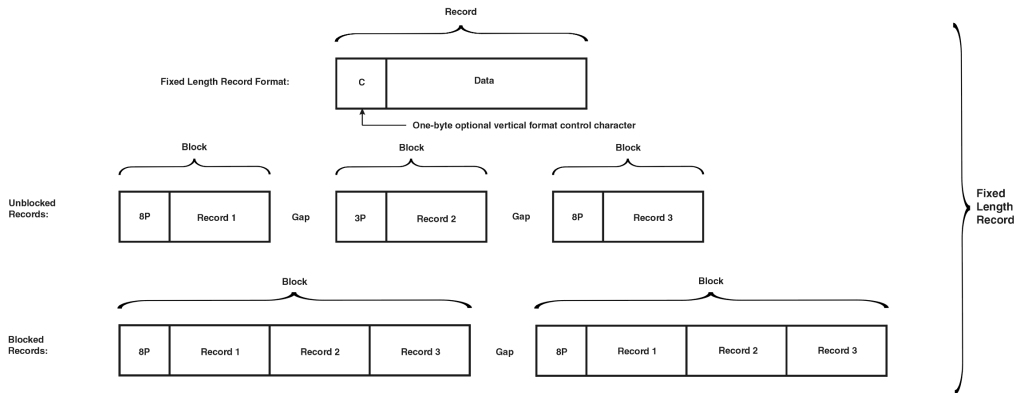 Record
Fixed Length Record Format:
C
Data
One-byte optional vertical format control character
Block
Block
Block
Unblocked
Records:
8P
Record 1
Gap
3P
Record 2
Gap
8P
Record 3
Fixed
Length
Record
Block
Block
Blocked
Records:
8P
Record 1
Record 2
Record 3
Gap
8P
Record 1
Record 2
Record 3